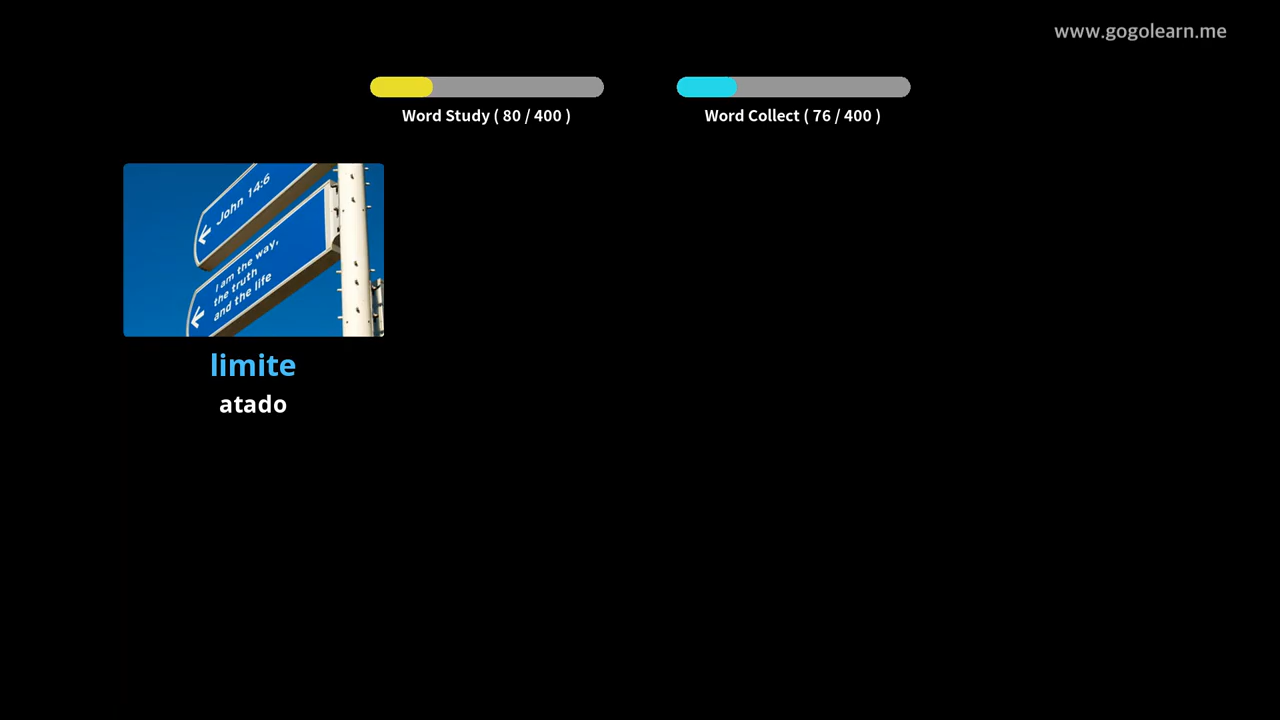 www.gogolearn.me
Word Study ( 80 / 400 )
Word Collect ( 76 / 400 )
John 14:6
I am the way,
the truth
and the life
limite
atado